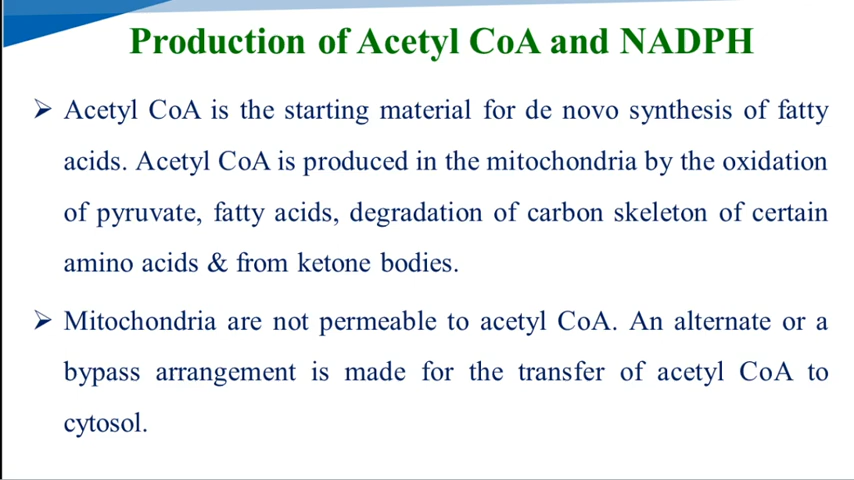 Production of Acetyl CoA and NADPH
➢ Acetyl CoA is the starting material for de novo synthesis of fatty
acids. Acetyl CoA is produced in the mitochondria by the oxidation
of pyruvate, fatty acids, degradation of carbon skeleton of certain
amino acids & from ketone bodies.
➢ Mitochondria are not permeable to acetyl CoA. An alternate or a
bypass arrangement is made for the transfer of acetyl CoA to
cytosol.